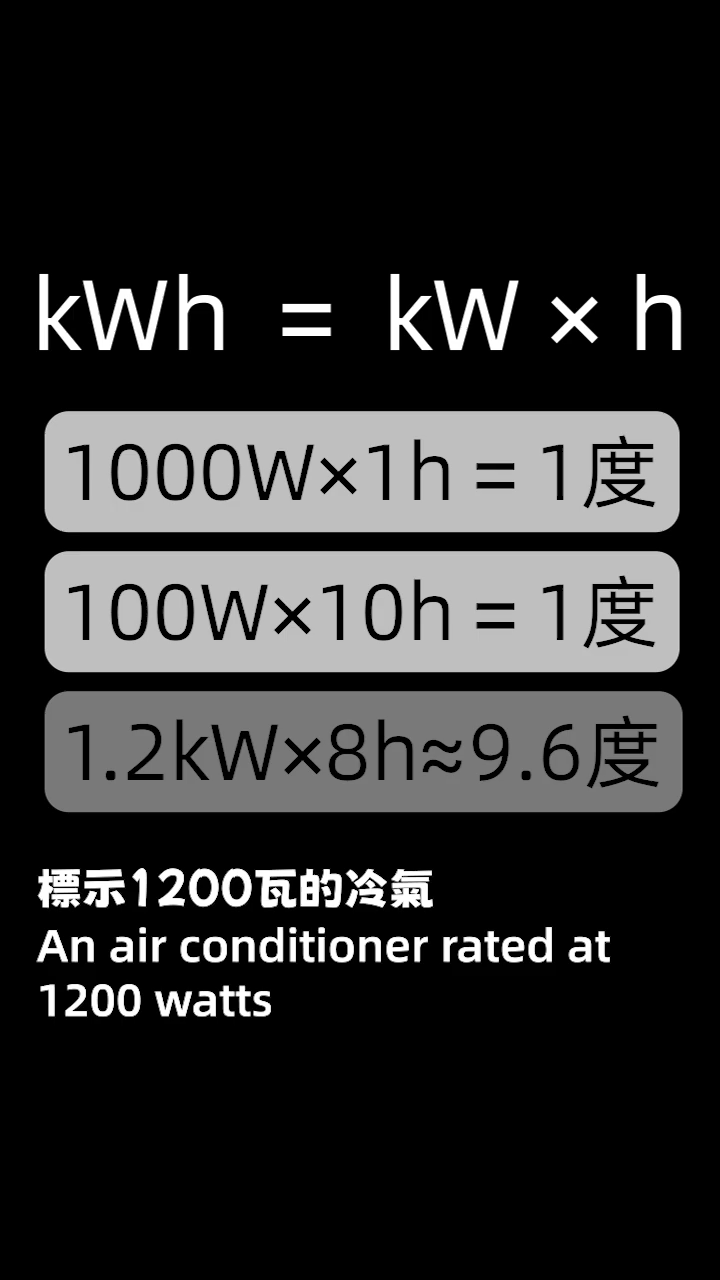 kWh = kW × h
1000W×1h = 1度
100W×10h = 1度
1.2kW×8h≈9.6度
標示1200瓦的冷氣
An air conditioner rated at
1200 watts